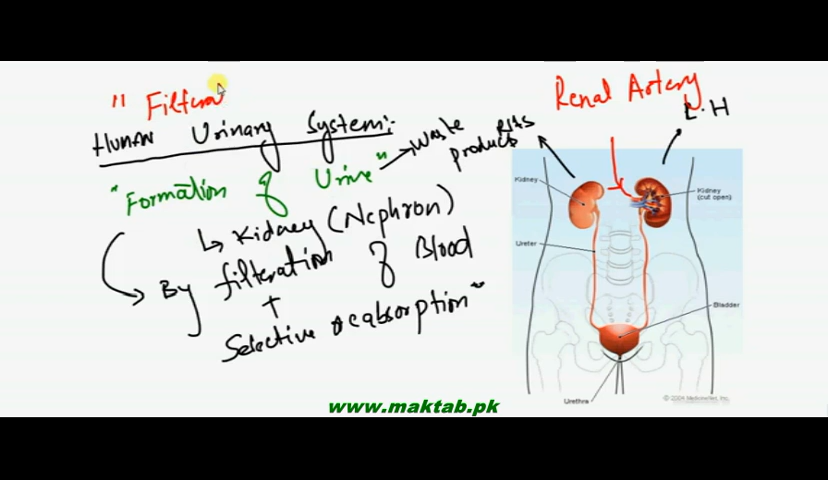 " Filtera
Human Urinary System:-
"Formation of Urine" → Waste products
↳ Kidney (Nephron)
By filteration of Blood
+
Selective reabsorption"
Renal Artery
R.H.S
L.H
Kidney
Kidney
(cut open)
Ureter
Bladder
Urethra
www.maktab.pk